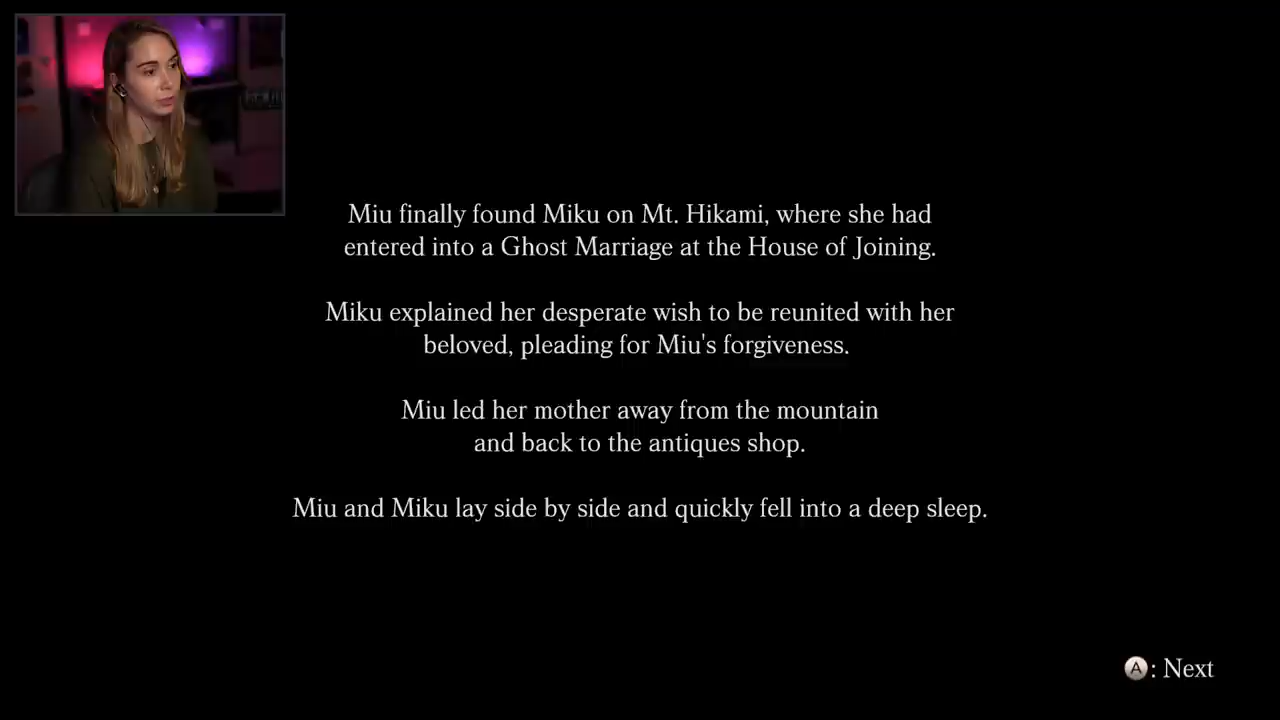 Miu finally found Miku on Mt. Hikami, where she had
entered into a Ghost Marriage at the House of Joining.
Miku explained her desperate wish to be reunited with her
beloved, pleading for Miu's forgiveness.
Miu led her mother away from the mountain
and back to the antiques shop.
Miu and Miku lay side by side and quickly fell into a deep sleep.
A: Next